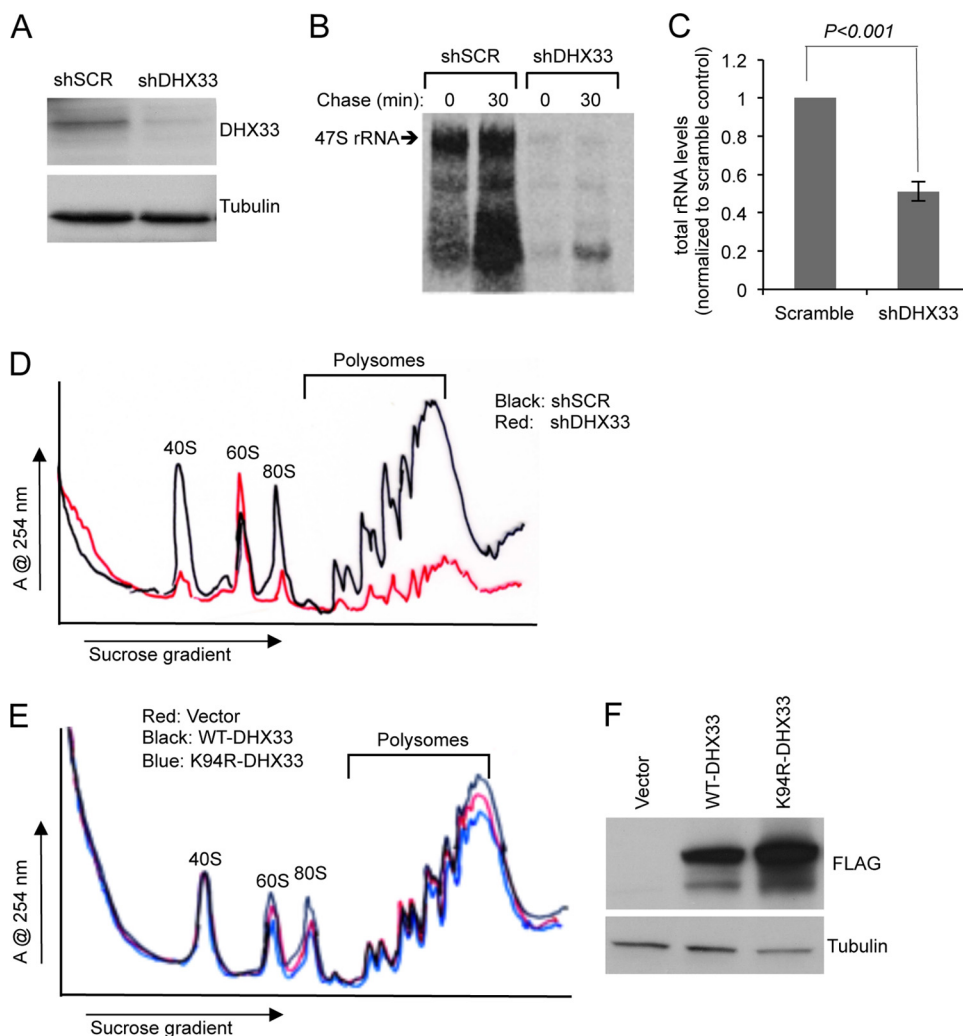 A
shSCR shDHX33
DHX33
Tubulin
B
shSCR shDHX33
Chase (min): 0 30 0 30
47S rRNA➔
C
P<0.001
total rRNA levels
(normalized to scramble control)
1.2
1
0.8
0.6
0.4
0.2
0
Scramble shDHX33
D
Polysomes
Black: shSCR
Red: shDHX33
40S
60S
80S
A @ 254 nm
Sucrose gradient
E
Red: Vector
Black: WT-DHX33
Blue: K94R-DHX33
Polysomes
40S
60S
80S
A @ 254 nm
Sucrose gradient
F
Vector
WT-DHX33
K94R-DHX33
FLAG
Tubulin